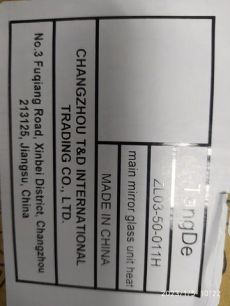 TangDe
ZL03-50-011H
main mirror glass unit heat
MADE IN CHINA
CHANGZHOU T&D INTERNATIONAL
TRADING CO., LTD.
No.3 Fuqiang Road, Xinbei District, Changzhou
213125, Jiangsu, China